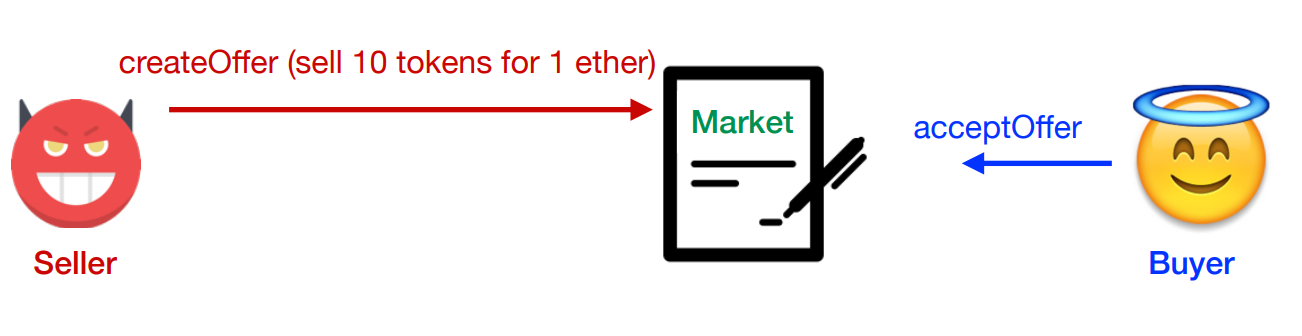 createOffer (sell 10 tokens for 1 ether)
Market
acceptOffer
Seller
Buyer